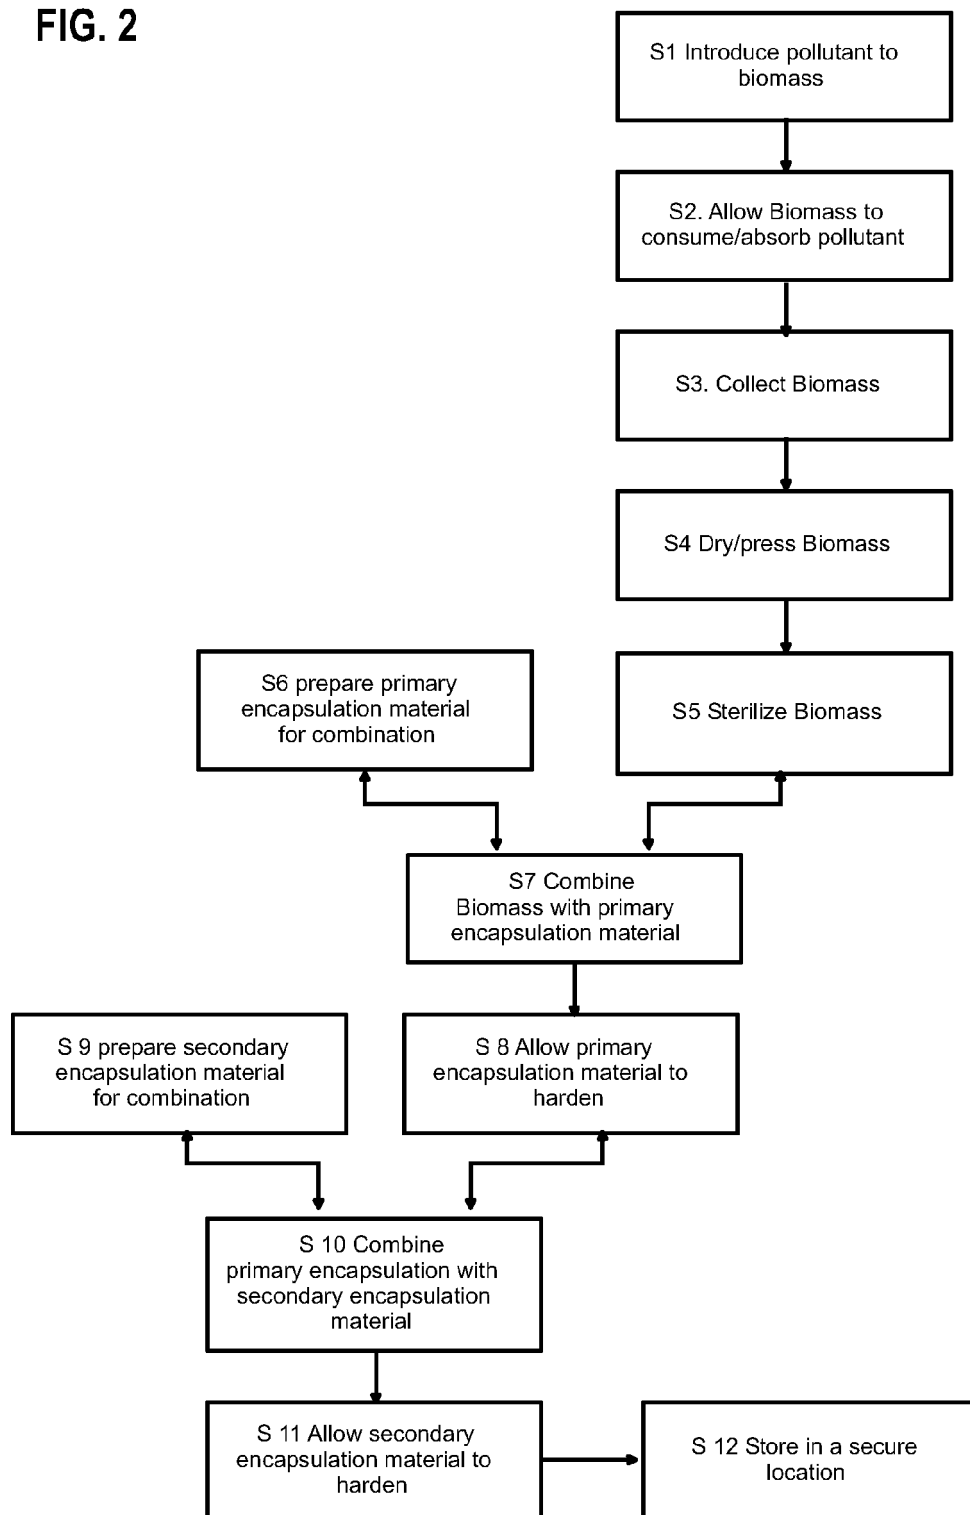 FIG. 2
S1 Introduce pollutant to
biomass
S2. Allow Biomass to
consume/absorb pollutant
S3. Collect Biomass
S4 Dry/press Biomass
S5 Sterilize Biomass
S6 prepare primary
encapsulation material
for combination
S7 Combine
Biomass with primary
encapsulation material
S 8 Allow primary
encapsulation material to
harden
S 9 prepare secondary
encapsulation material
for combination
S 10 Combine
primary encapsulation with
secondary encapsulation
material
S 11 Allow secondary
encapsulation material to
harden
S 12 Store in a secure
location